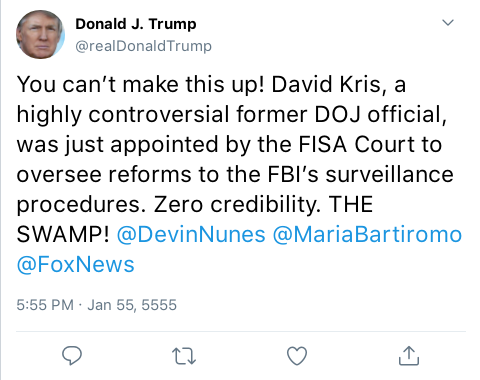 Donald J. Trump
@realDonaldTrump
You can’t make this up! David Kris, a
highly controversial former DOJ official,
was just appointed by the FISA Court to
oversee reforms to the FBI’s surveillance
procedures. Zero credibility. THE
SWAMP! @DevinNunes @MariaBartiromo
@FoxNews
5:55 PM · Jan 55, 5555